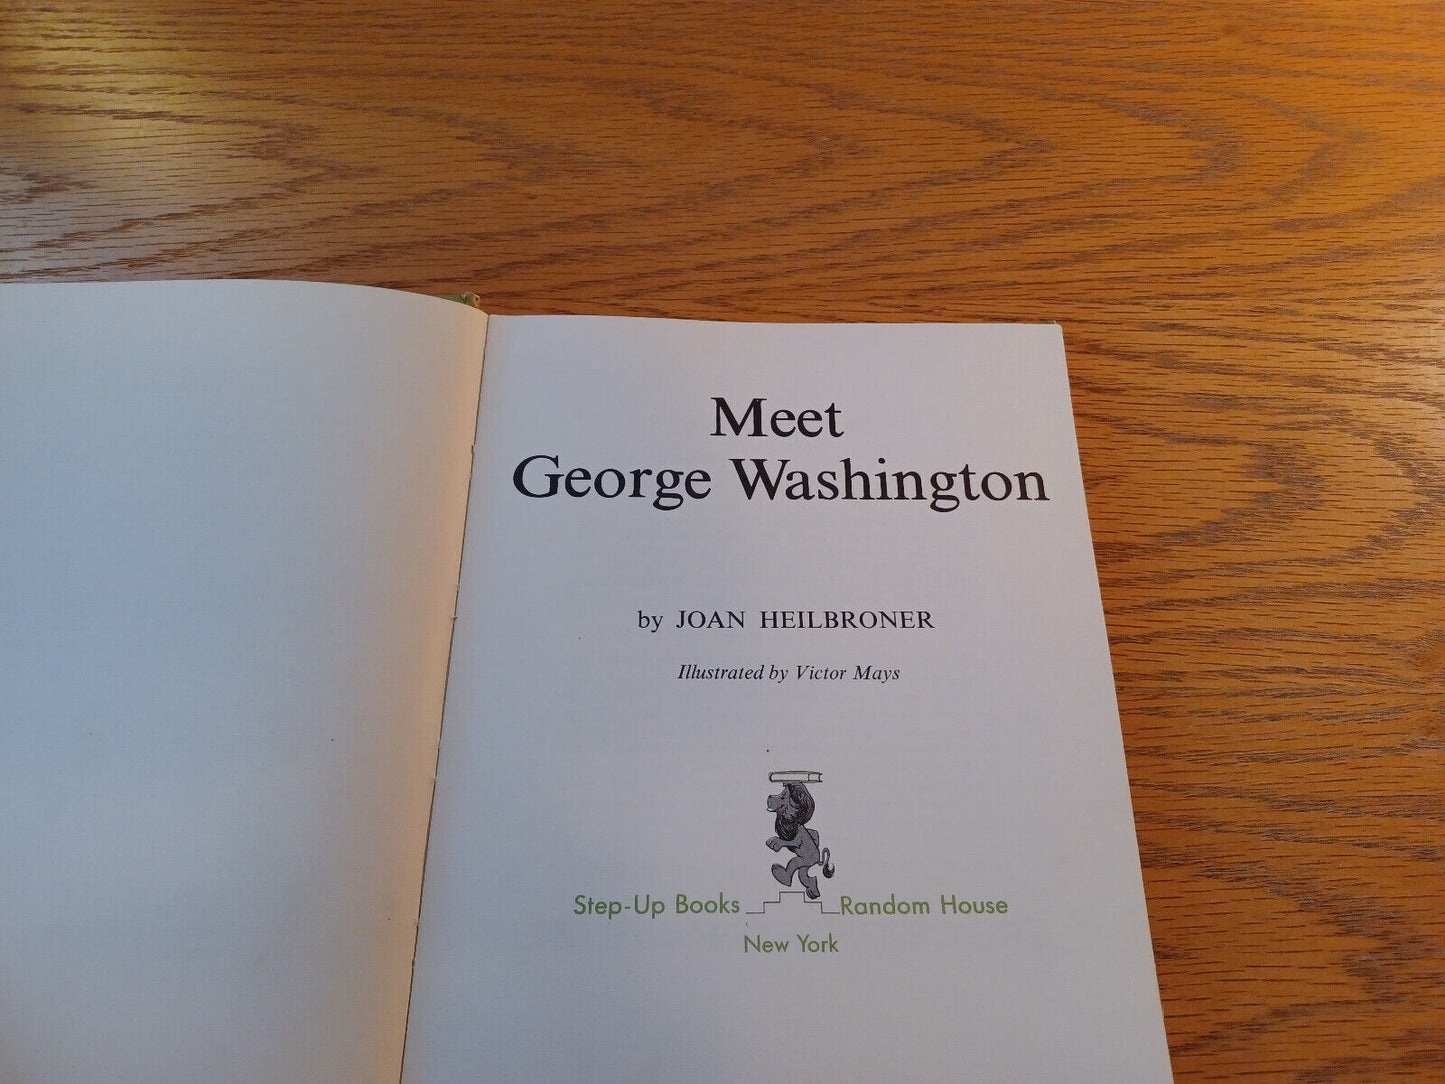 Meet
George Washington
by JOAN HEILBRONER
Illustrated by Victor Mays
Step-Up Books Random House
New York